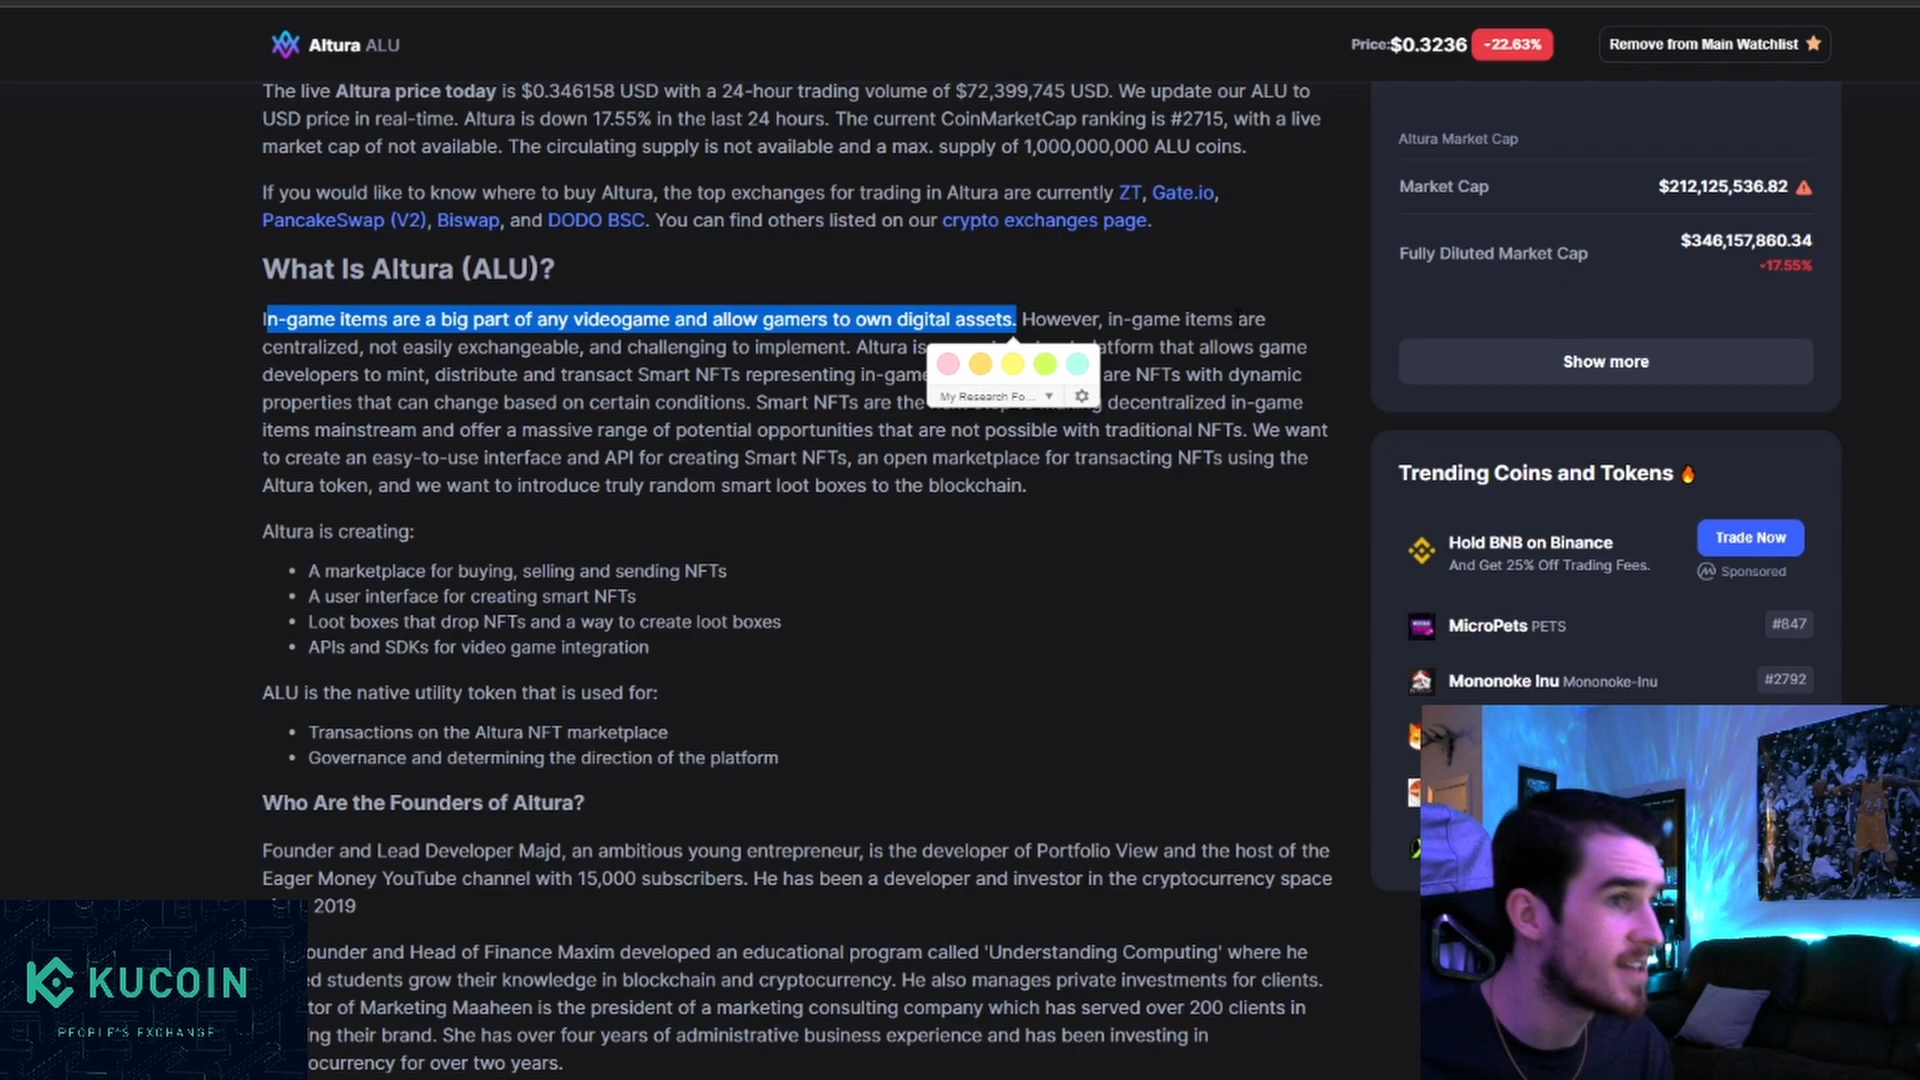 Altura ALU
Price:$0.3236 -22.63%
Remove from Main Watchlist
The live Altura price today is $0.346158 USD with a 24-hour trading volume of $72,399,745 USD. We update our ALU to
USD price in real-time. Altura is down 17.55% in the last 24 hours. The current CoinMarketCap ranking is #2715, with a live
market cap of not available. The circulating supply is not available and a max. supply of 1,000,000,000 ALU coins.
If you would like to know where to buy Altura, the top exchanges for trading in Altura are currently ZT, Gate.io,
PancakeSwap (V2), Biswap, and DODO BSC. You can find others listed on our crypto exchanges page.
What Is Altura (ALU)?
In-game items are a big part of any videogame and allow gamers to own digital assets. However, in-game items are
centralized, not easily exchangeable, and challenging to implement. Altura is atform that allows game
developers to mint, distribute and transact Smart NFTs representing in-game are NFTs with dynamic
properties that can change based on certain conditions. Smart NFTs are the decentralized in-game
items mainstream and offer a massive range of potential opportunities that are not possible with traditional NFTs. We want
to create an easy-to-use interface and API for creating Smart NFTs, an open marketplace for transacting NFTs using the
Altura token, and we want to introduce truly random smart loot boxes to the blockchain.
My Research Fo...
Altura is creating:
• A marketplace for buying, selling and sending NFTs
• A user interface for creating smart NFTs
• Loot boxes that drop NFTs and a way to create loot boxes
• APIs and SDKs for video game integration
ALU is the native utility token that is used for:
• Transactions on the Altura NFT marketplace
• Governance and determining the direction of the platform
Who Are the Founders of Altura?
Founder and Lead Developer Majd, an ambitious young entrepreneur, is the developer of Portfolio View and the host of the
Eager Money YouTube channel with 15,000 subscribers. He has been a developer and investor in the cryptocurrency space
2019
ounder and Head of Finance Maxim developed an educational program called 'Understanding Computing' where he
ed students grow their knowledge in blockchain and cryptocurrency. He also manages private investments for clients.
tor of Marketing Maaheen is the president of a marketing consulting company which has served over 200 clients in
ing their brand. She has over four years of administrative business experience and has been investing in
ocurrency for over two years.
Altura Market Cap
Market Cap $212,125,536.82
Fully Diluted Market Cap $346,157,860.34
-17.55%
Show more
Trending Coins and Tokens
Hold BNB on Binance
And Get 25% Off Trading Fees.
Trade Now
Sponsored
MicroPets PETS #847
Mononoke Inu Mononoke-Inu #2792
KUCOIN
PEOPLE'S EXCHANGE
24